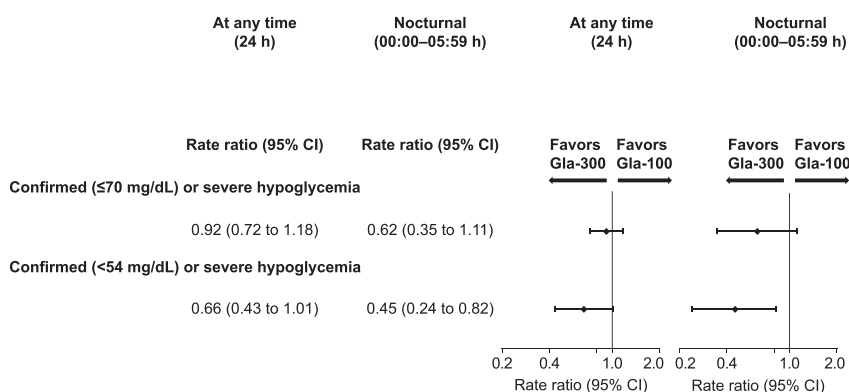 At any time Nocturnal At any time Nocturnal
(24 h) (00:00–05:59 h) (24 h) (00:00–05:59 h)
Rate ratio (95% CI) Rate ratio (95% CI) Favors Favors Favors Favors
Gla-300 Gla-100 Gla-300 Gla-100
Confirmed (≤70 mg/dL) or severe hypoglycemia
0.92 (0.72 to 1.18) 0.62 (0.35 to 1.11)
Confirmed (<54 mg/dL) or severe hypoglycemia
0.66 (0.43 to 1.01) 0.45 (0.24 to 0.82)
0.2 0.4 1.0 2.0 0.2 0.4 1.0 2.0
Rate ratio (95% CI) Rate ratio (95% CI)